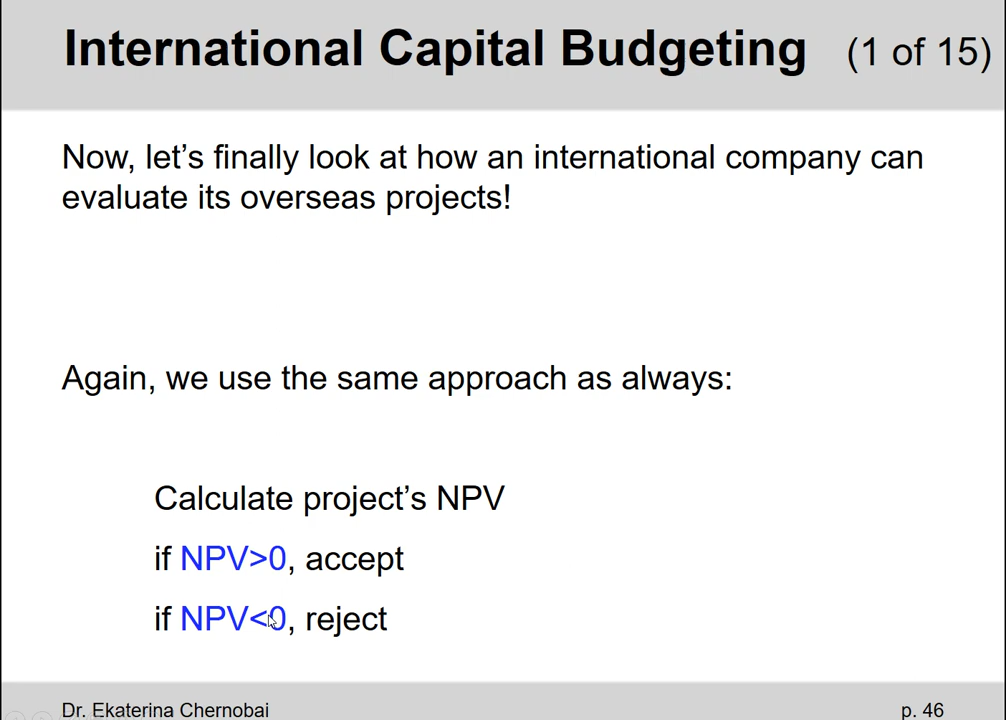 International Capital Budgeting (1 of 15)
Now, let’s finally look at how an international company can
evaluate its overseas projects!
Again, we use the same approach as always:
Calculate project’s NPV
if NPV>0, accept
if NPV<0, reject
Dr. Ekaterina Chernobai p. 46